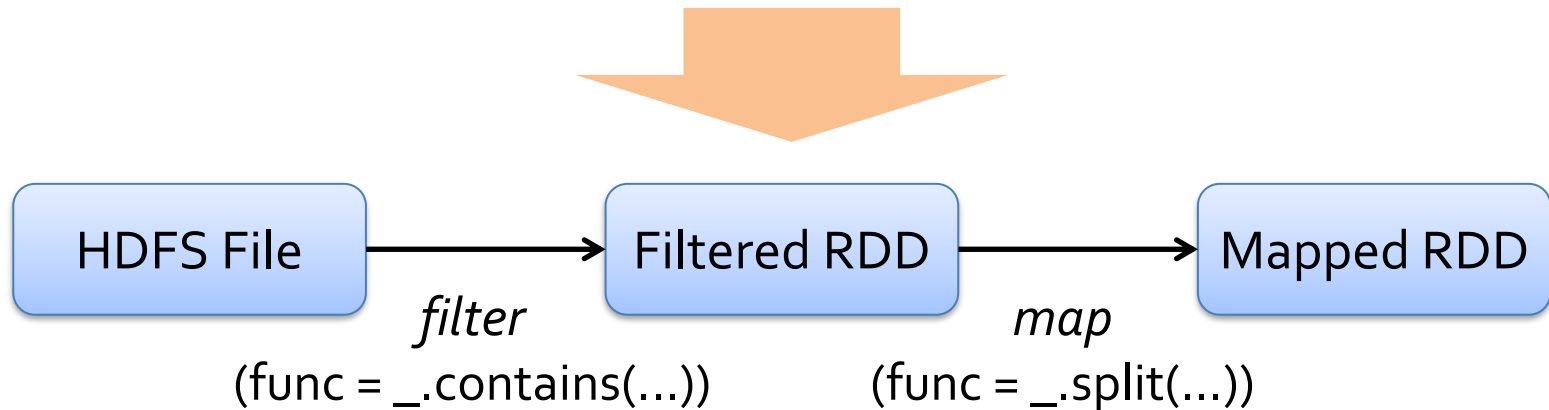 HDFS File
Filtered RDD
Mapped RDD
filter
(func = _.contains(...))
map
(func = _.split(...))